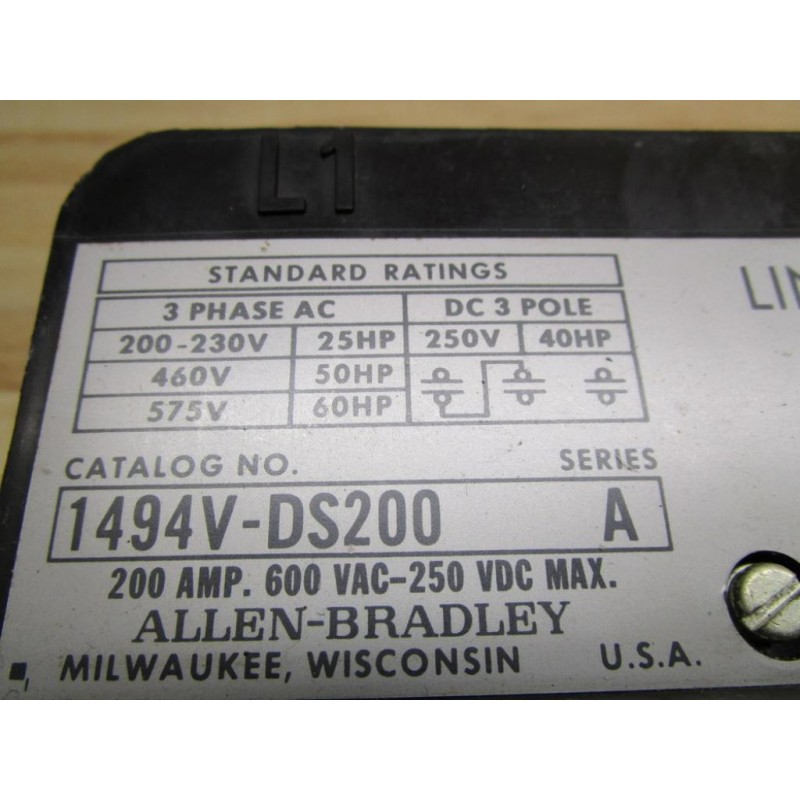 L1
STANDARD RATINGS
3 PHASE AC DC 3 POLE
200-230V 25HP 250V 40HP
460V 50HP
575V 60HP
LIN
CATALOG NO. SERIES
1494V-DS200 A
200 AMP. 600 VAC-250 VDC MAX.
ALLEN-BRADLEY
MILWAUKEE, WISCONSIN U.S.A.